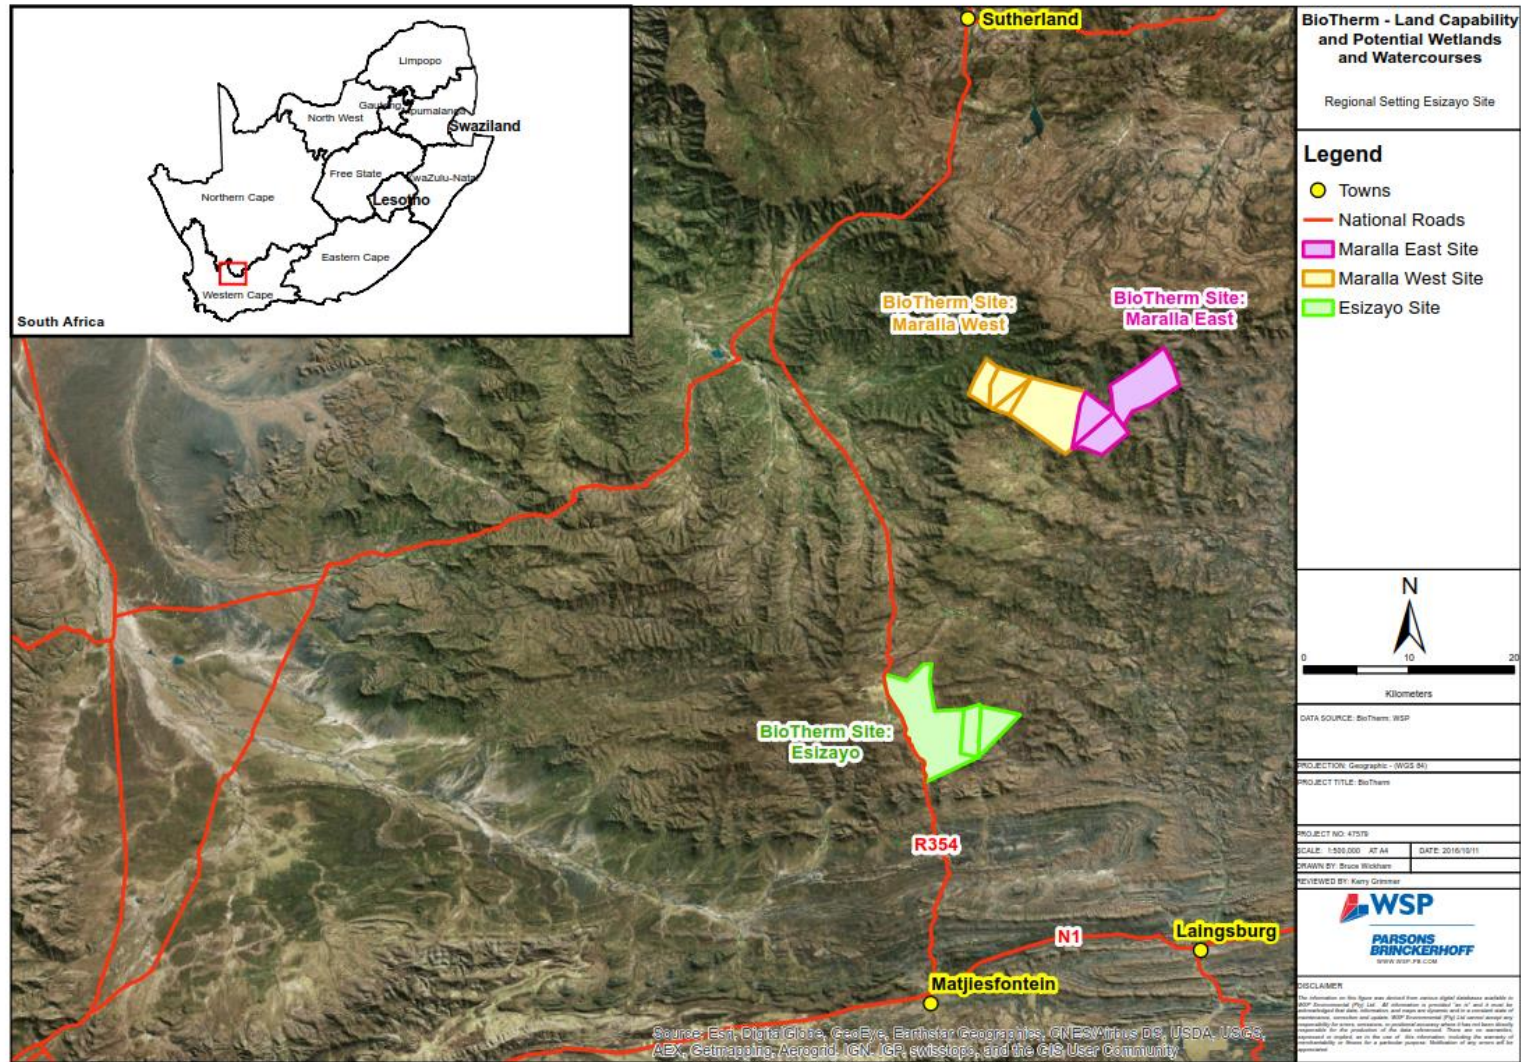 Limpopo
Gauteng
Mpumalanga
North West
Swaziland
Free State
KwaZulu-Natal
Northern Cape
Lesotho
Eastern Cape
Western Cape
South Africa
Sutherland
BioTherm Site:
Maralla West
BioTherm Site:
Maralla East
BioTherm Site:
Esizayo
R354
N1
Laingsburg
Matjiesfontein
Source: Esri, DigitalGlobe, GeoEye, Earthstar Geographics, CNES/Airbus DS, USDA, USGS,
AEX, Getmapping, Aerogrid, IGN, IGP, swisstopo, and the GIS User Community
BioTherm - Land Capability
and Potential Wetlands
and Watercourses
Regional Setting Esizayo Site
Legend
Towns
National Roads
Maralla East Site
Maralla West Site
Esizayo Site
N
0 10 20
Kilometers
DATA SOURCE: BioTherm; WSP
PROJECTION: Geographic - (WGS 84)
PROJECT TITLE: BioTherm
PROJECT NO: 47579
SCALE: 1:500,000 AT A4 DATE: 2016/10/11
DRAWN BY: Bruce Wickham
REVIEWED BY: Kerry Grimmer
WSP
PARSONS
BRINCKERHOFF
WWW.WSP-PB.COM
DISCLAIMER